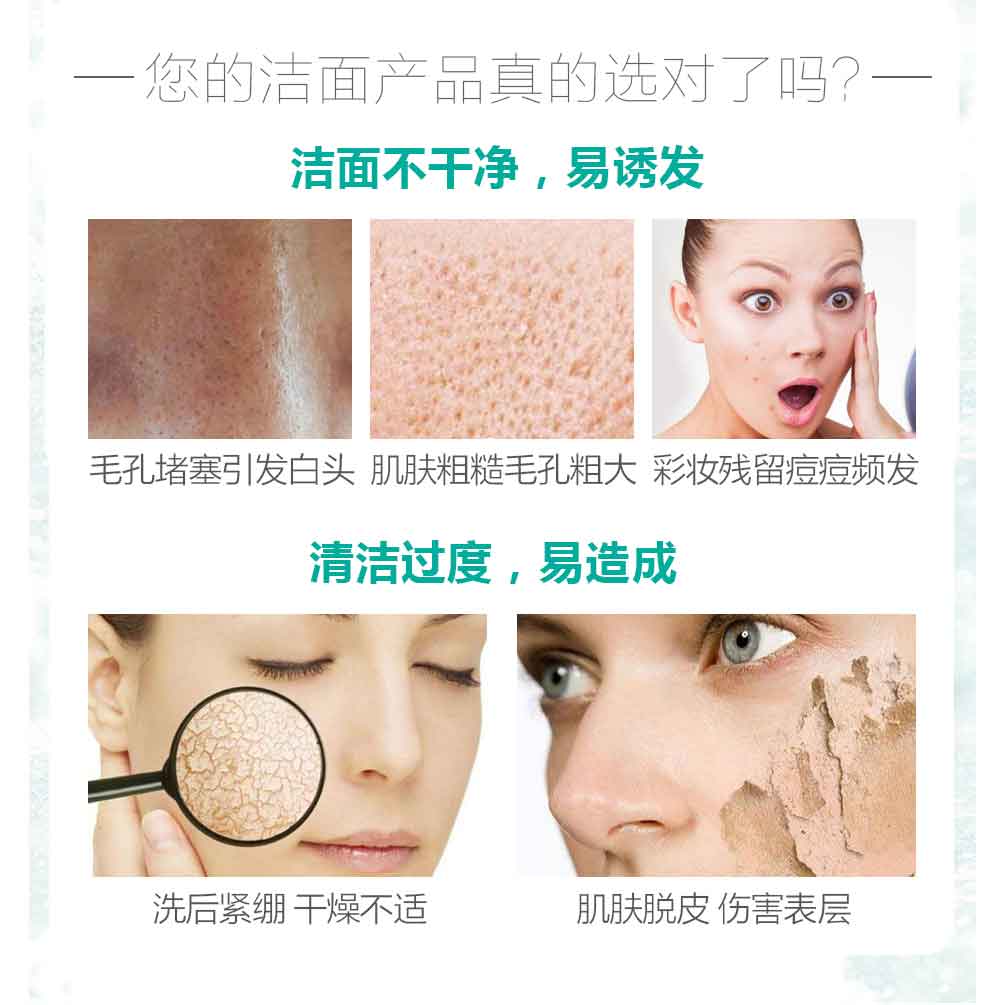 您的洁面产品真的选对了吗?
洁面不干净，易诱发
毛孔堵塞引发白头 肌肤粗糙毛孔粗大 彩妆残留痘痘频发
清洁过度，易造成
洗后紧绷 干燥不适 肌肤脱皮 伤害表层